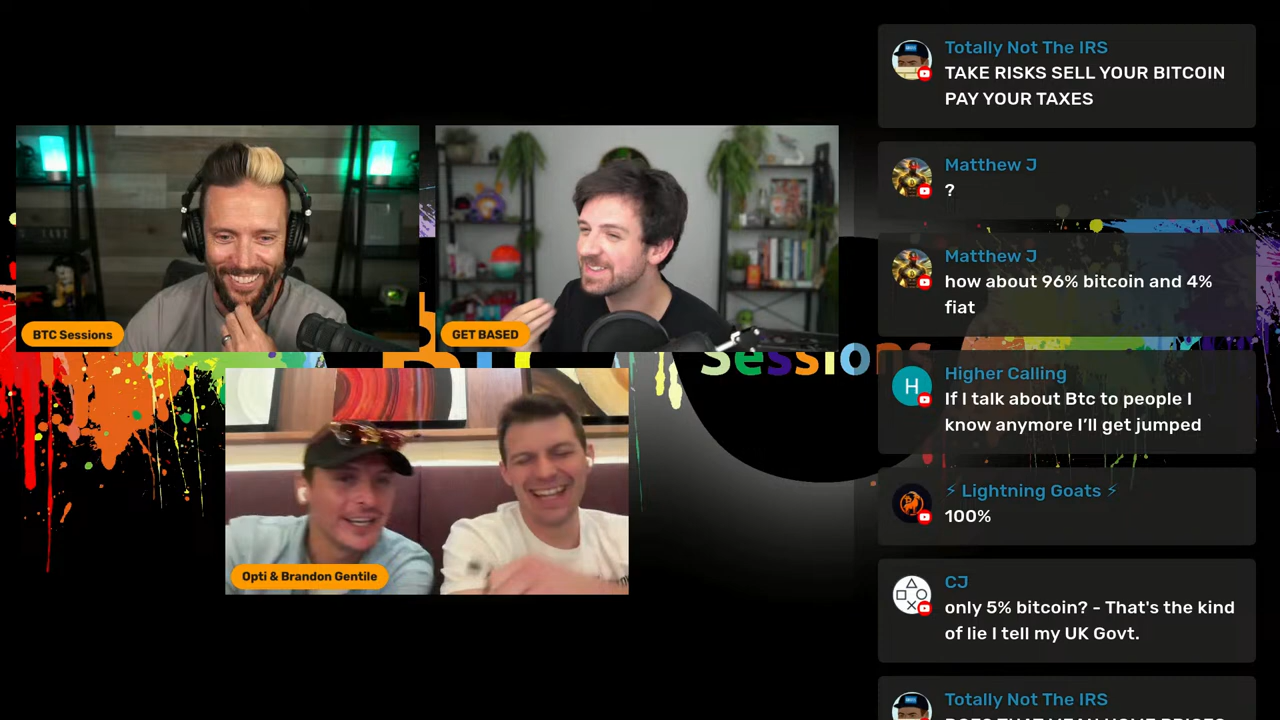 BTC Sessions
GET BASED
Sessions
Opti & Brandon Gentile
Totally Not The IRS
TAKE RISKS SELL YOUR BITCOIN
PAY YOUR TAXES
Matthew J
?
Matthew J
how about 96% bitcoin and 4%
fiat
Higher Calling
If I talk about Btc to people I
know anymore I’ll get jumped
H
⚡ Lightning Goats ⚡
100%
CJ
only 5% bitcoin? - That's the kind
of lie I tell my UK Govt.
Totally Not The IRS